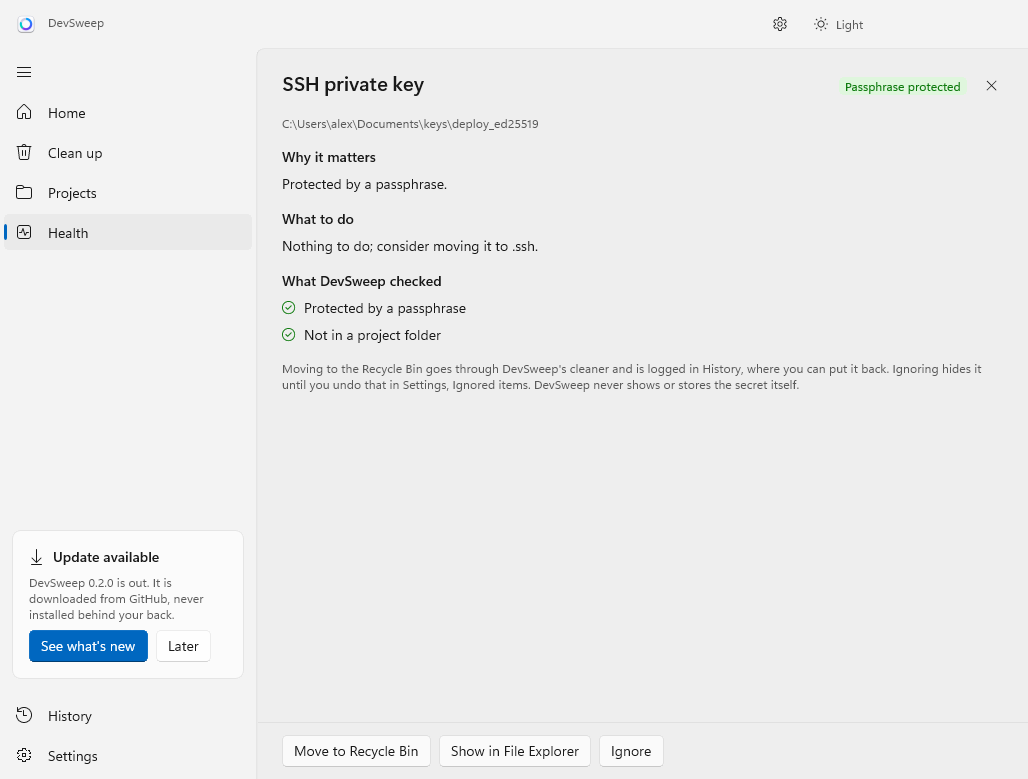 DevSweep
Light
Home
Clean up
Projects
Health
SSH private key
Passphrase protected
C:\Users\alex\Documents\keys\deploy_ed25519
Why it matters
Protected by a passphrase.
What to do
Nothing to do; consider moving it to .ssh.
What DevSweep checked
Protected by a passphrase
Not in a project folder
Moving to the Recycle Bin goes through DevSweep's cleaner and is logged in History, where you can put it back. Ignoring hides it
until you undo that in Settings, Ignored items. DevSweep never shows or stores the secret itself.
Update available
DevSweep 0.2.0 is out. It is
downloaded from GitHub, never
installed behind your back.
See what's new
Later
History
Settings
Move to Recycle Bin
Show in File Explorer
Ignore